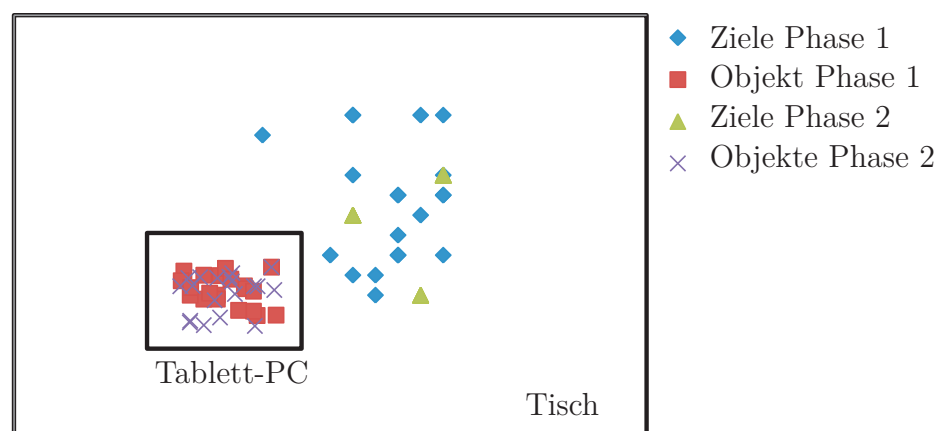 Ziele Phase 1
Objekt Phase 1
Ziele Phase 2
Objekte Phase 2
Tablett-PC
Tisch